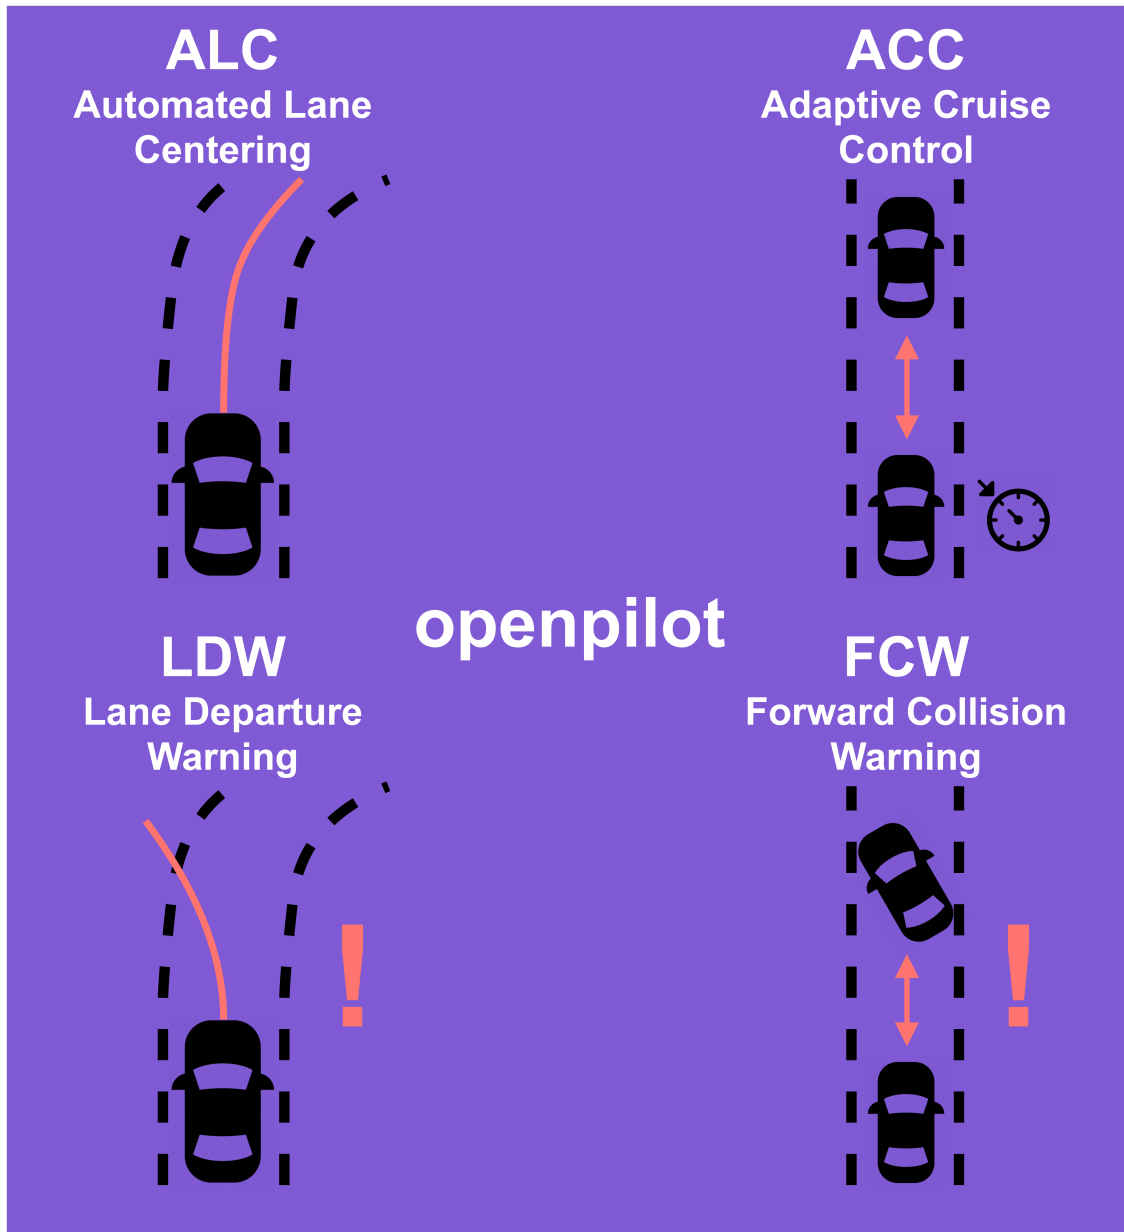 ALC
Automated Lane
Centering
ACC
Adaptive Cruise
Control
openpilot
LDW
Lane Departure
Warning
!
FCW
Forward Collision
Warning
!